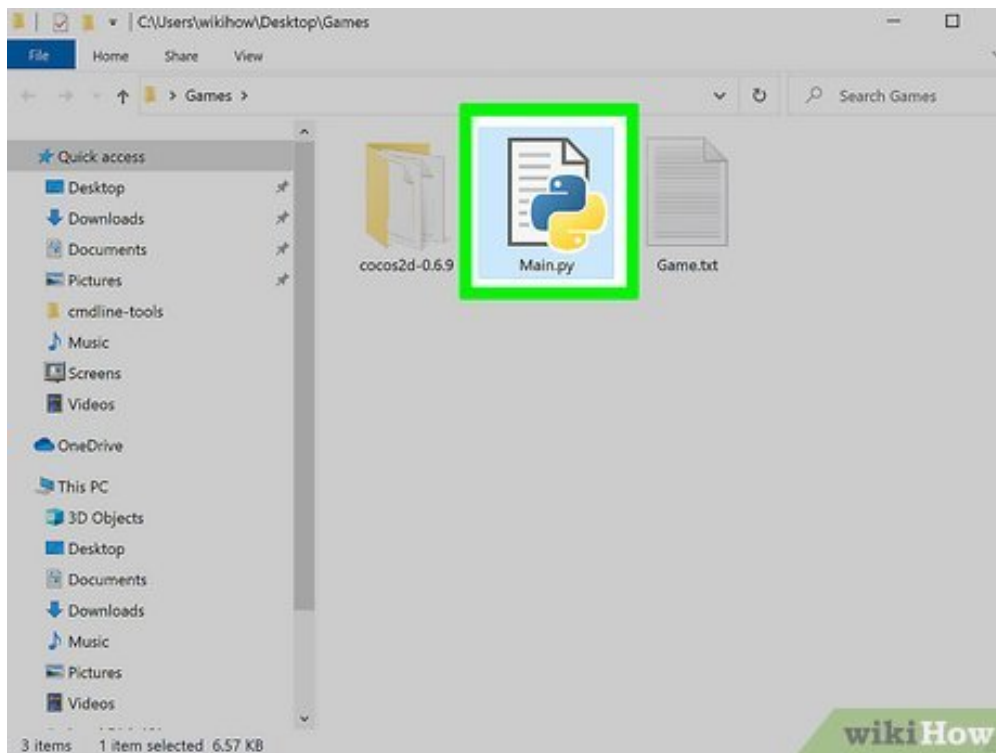 C:\Users\wikihow\Desktop\Games
File Home Share View
Games
Search Games
Quick access
Desktop
Downloads
Documents
Pictures
cmdline-tools
Music
Screens
Videos
OneDrive
This PC
3D Objects
Desktop
Documents
Downloads
Music
Pictures
Videos
cocos2d-0.6.9 Main.py Game.txt
3 items 1 item selected 6.57 KB
wikiHow